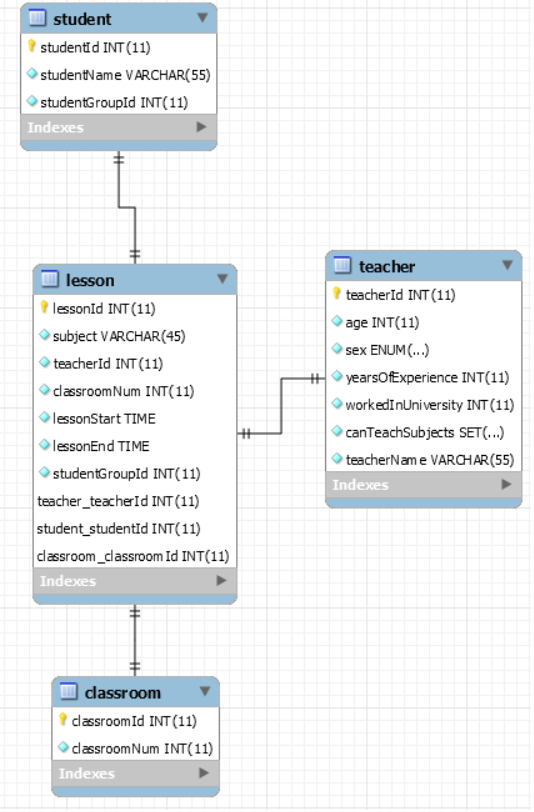 student
studentId INT(11)
studentName VARCHAR(55)
studentGroupId INT(11)
Indexes
lesson
lessonId INT(11)
subject VARCHAR(45)
teacherId INT(11)
classroomNum INT(11)
lessonStart TIME
lessonEnd TIME
studentGroupId INT(11)
teacher_teacherId INT(11)
student_studentId INT(11)
classroom_classroomId INT(11)
Indexes
teacher
teacherId INT(11)
age INT(11)
sex ENUM(...)
yearsOfExperience INT(11)
workedInUniversity INT(11)
canTeachSubjects SET(...)
teacherName VARCHAR(55)
Indexes
classroom
classroomId INT(11)
classroomNum INT(11)
Indexes